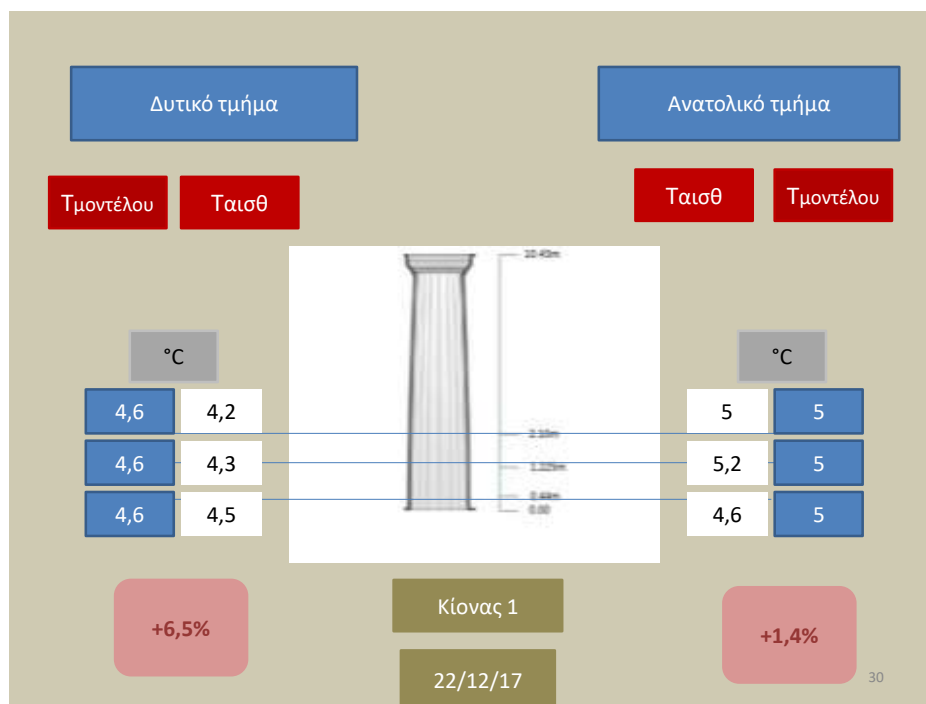 Δυτικό τμήμα
Ανατολικό τμήμα
Τμοντέλου Ταισθ
Ταισθ Τμοντέλου
°C
°C
4,6 4,2
5 5
4,6 4,3
5,2 5
4,6 4,5
4,6 5
0.00
+6,5%
Κίονας 1
+1,4%
22/12/17
30